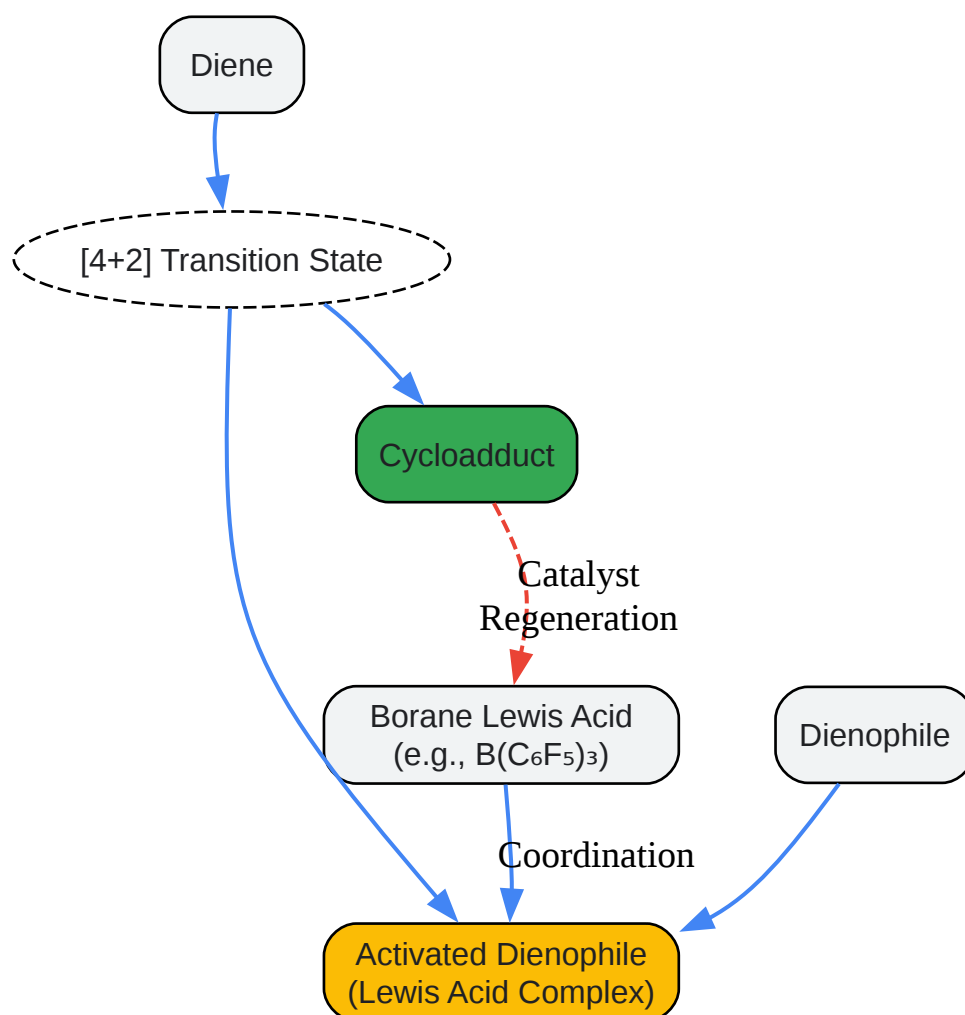 Diene
[4+2] Transition State
Cycloadduct
Catalyst
Regeneration
Borane Lewis Acid
(e.g., B(C₆F₅)₃)
Dienophile
Coordination
Activated Dienophile
(Lewis Acid Complex)